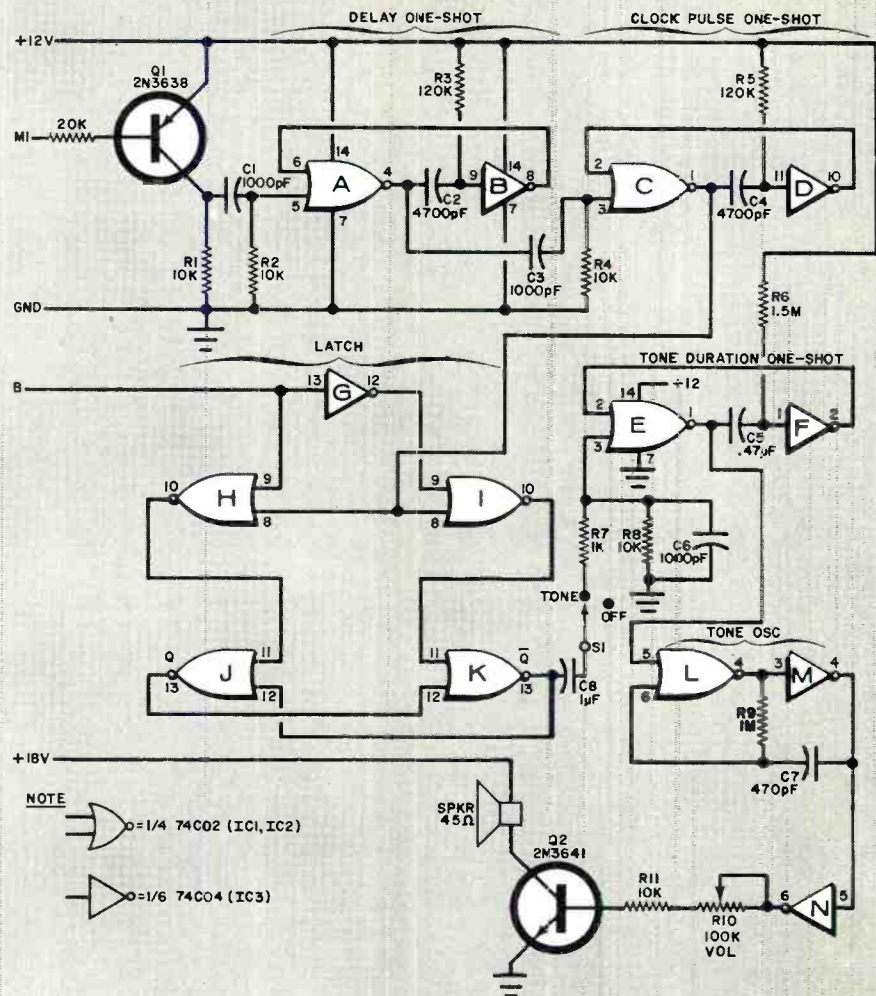 DELAY ONE-SHOT
CLOCK PULSE ONE-SHOT
+12V
Q1
2N3638
R3
120K
R5
120K
M1
20K
14
6
A
4
5
7
C1
1000pF
C2
4700pF
9
B
14
8
7
2
C
1
3
C4
4700pF
11
D
10
R1
10K
R2
10K
C3
1000pF
R4
10K
R6
1.5M
GND
LATCH
TONE DURATION ONE-SHOT
B
13
G
12
14
+12
2
E
1
3
7
C5
.47µF
1
F
2
10
H
9
8
9
I
10
8
R7
1K
R8
10K
C6
1000pF
TONE
OFF
S1
TONE OSC
Q
13
J
11
12
11
K
12
Q̅
13
C8
1µF
5
L
4
6
3
M
4
R9
1M
C7
470pF
+18V
NOTE
=1/4 74C02 (IC1, IC2)
=1/6 74C04 (IC3)
SPKR
45Ω
Q2
2N3641
R11
10K
R10
100K
VOL
6
N
5